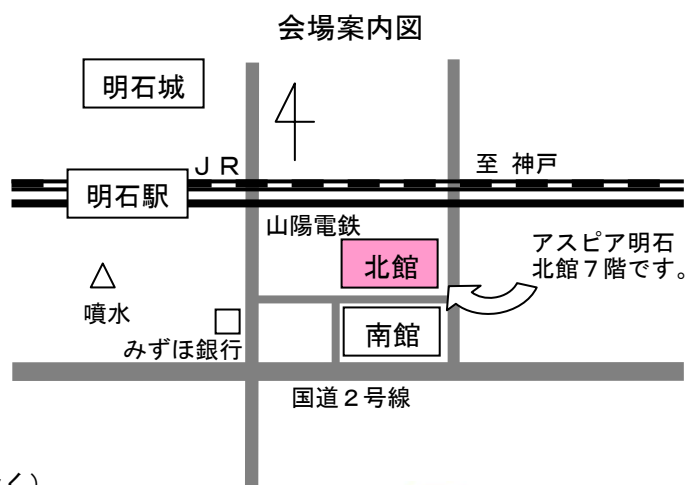 会場案内図
明石城
ＪＲ
至 神戸
明石駅
山陽電鉄
アスピア明石
北館７階です。
北館
噴水
南館
みずほ銀行
国道２号線
く）